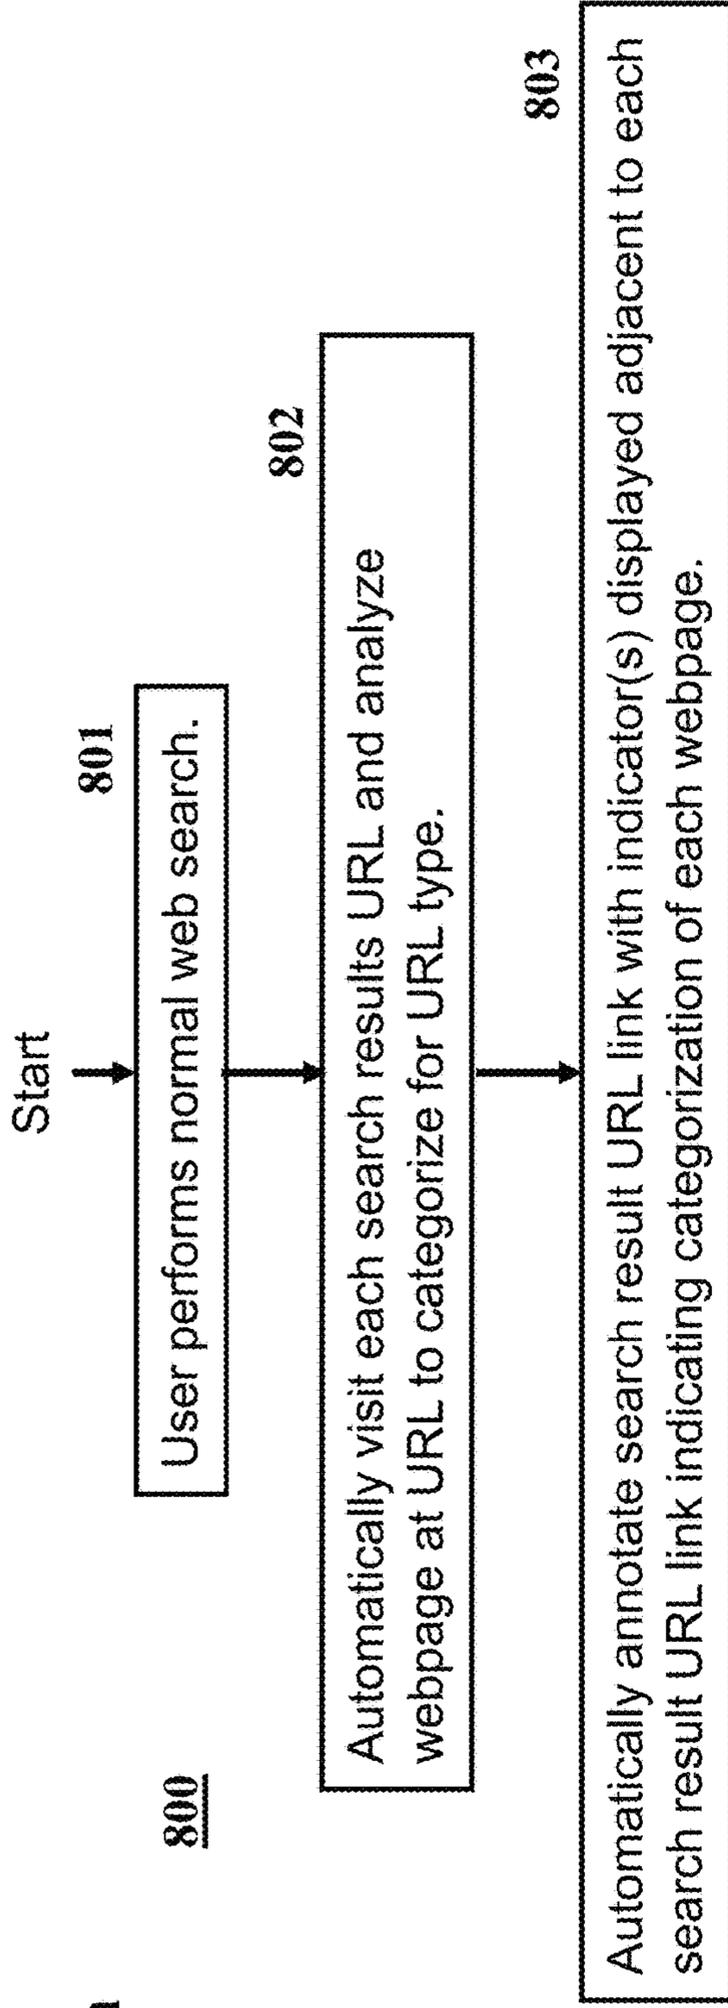 Start
801
User performs normal web search.
800
802
Automatically visit each search results URL and analyze
webpage at URL to categorize for URL type.
803
Automatically annotate search result URL link with indicator(s) displayed adjacent to each
search result URL link indicating categorization of each webpage.